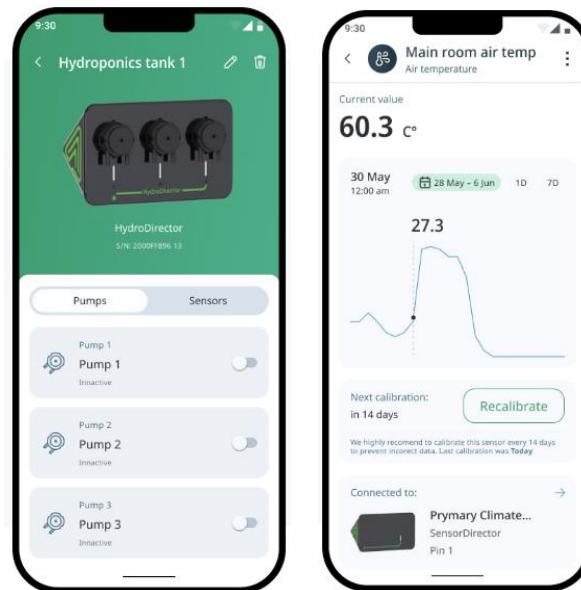 9:30
Hydroponics tank 1
HydroDirector
HydroDirector
S/N: 2000FF896 13
Pumps
Sensors
Pump 1
Pump 1
Innactive
Pump 2
Pump 2
Innactive
Pump 3
Pump 3
Innactive
9:30
Main room air temp
Air temperature
Current value
60.3 C°
30 May
12:00 am
28 May – 6 Jun
1D
7D
27.3
Next calibration:
in 14 days
Recalibrate
We highly recomend to calibrate this sensor every 14 days
to prevent incorect data. Last calibration was Today
Connected to:
Prymary Climate...
SensorDirector
Pin 1